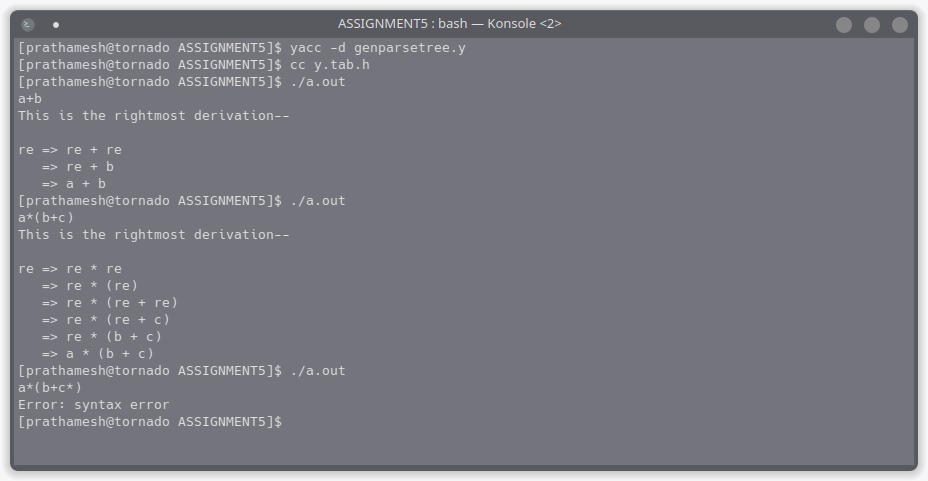 ASSIGNMENT5 : bash — Konsole <2>
[prathamesh@tornado ASSIGNMENT5]$ yacc -d genparsetree.y
[prathamesh@tornado ASSIGNMENT5]$ cc y.tab.h
[prathamesh@tornado ASSIGNMENT5]$ ./a.out
a+b
This is the rightmost derivation--
re => re + re
   => re + b
   => a + b
[prathamesh@tornado ASSIGNMENT5]$ ./a.out
a*(b+c)
This is the rightmost derivation--
re => re * re
   => re * (re)
   => re * (re + re)
   => re * (re + c)
   => re * (b + c)
   => a * (b + c)
[prathamesh@tornado ASSIGNMENT5]$ ./a.out
a*(b+c*)
Error: syntax error
[prathamesh@tornado ASSIGNMENT5]$